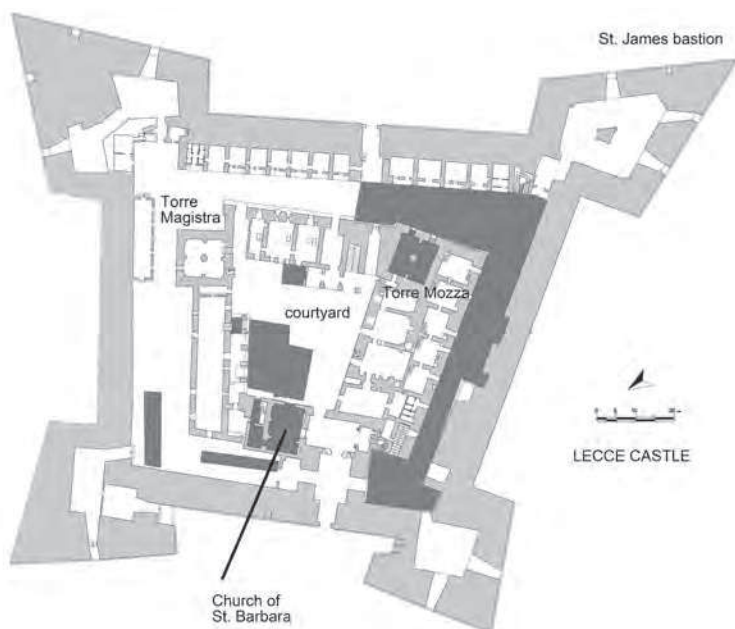 St. James bastion
Torre
Magistra
Torre Mozza
courtyard
LECCE CASTLE
Church of
St. Barbara